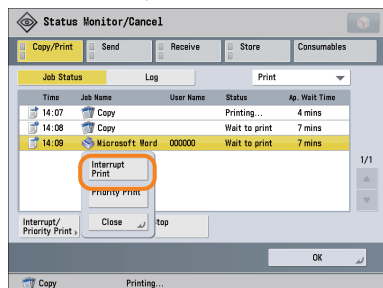 Status Monitor/Cancel
Copy/Print Send Receive Store Consumables
Job Status Log Print
Time Job Name User Name Status Ap. Wait Time
14:07 Copy Printing... 4 mins
14:08 Copy Wait to print 7 mins
14:09 Microsoft Word 000000 Wait to print 7 mins
1/1
Interrupt
Print
Priority Print
Close
Interrupt/
Priority Print
Stop
OK
Copy Printing...